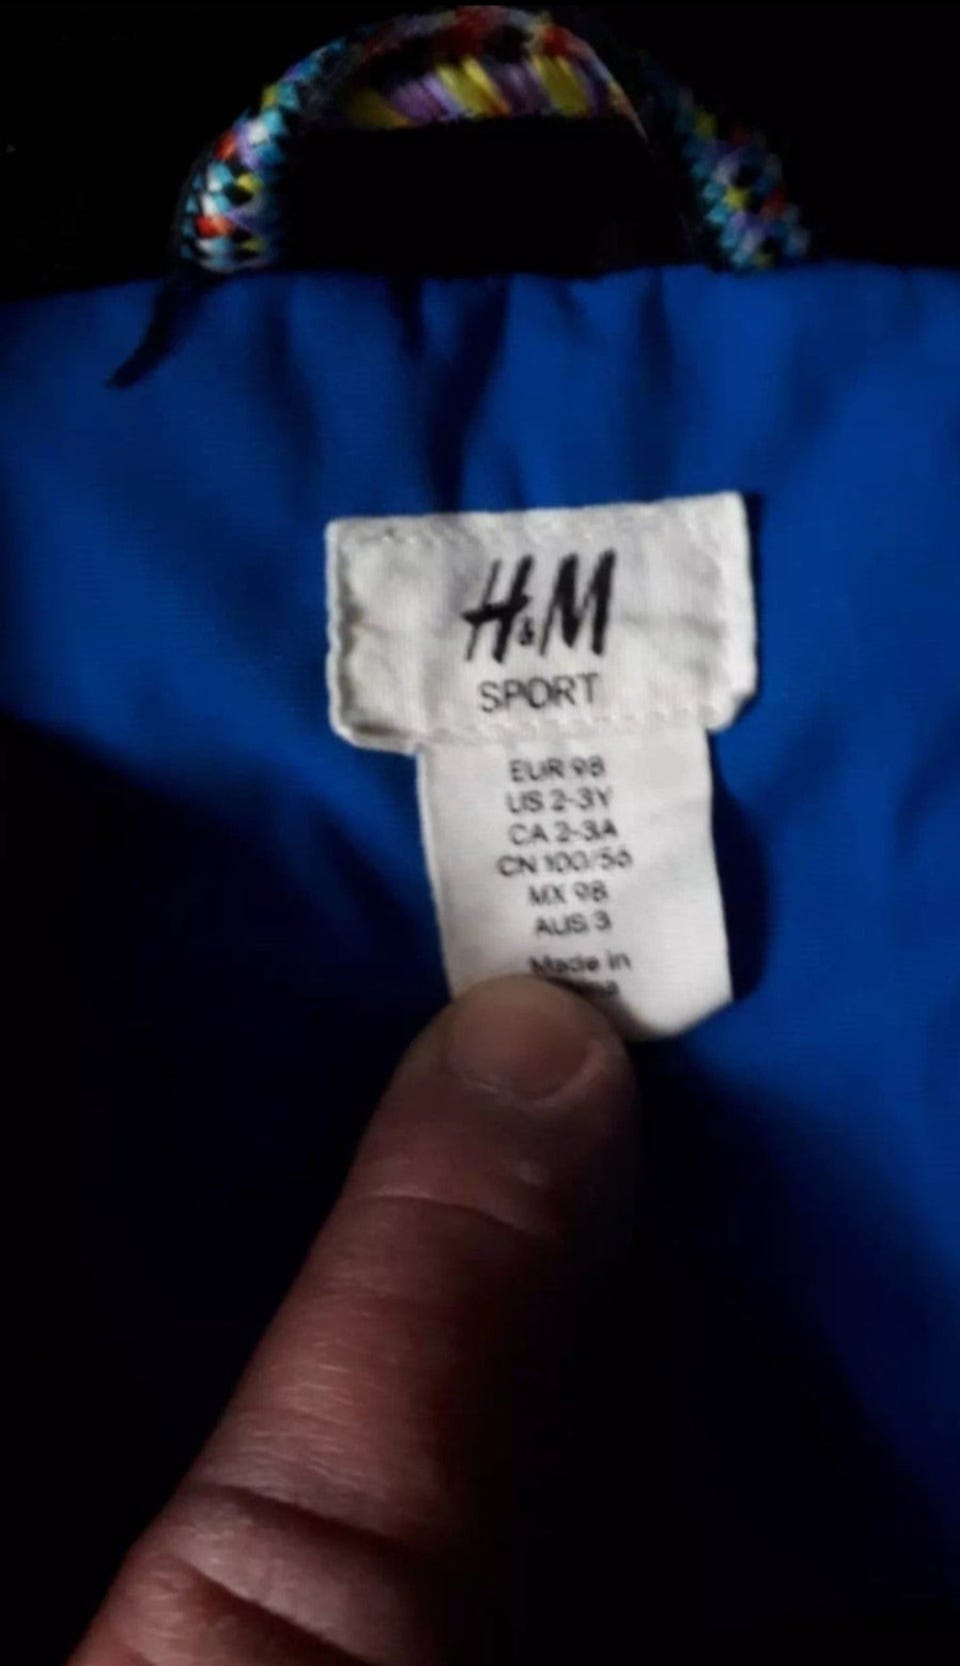 H&M
SPORT
EUR 98
US 2-3Y
CA 2-3A
CN 100/56
MX 98
AUS 3
Made in